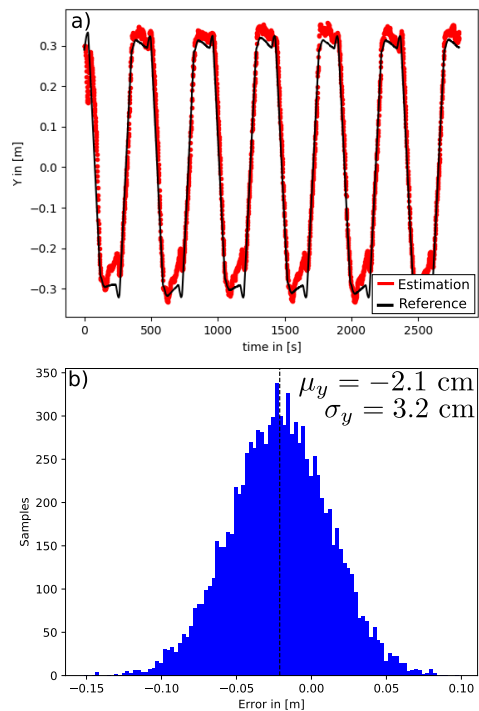 a)
0.3
0.2
0.1
0.0
−0.1
−0.2
−0.3
Y in [m]
Estimation
Reference
0
500
1000
1500
2000
2500
time in [s]
b)
μy = −2.1 cm
σy = 3.2 cm
350
300
250
200
150
100
50
0
Samples
−0.15
−0.10
−0.05
0.00
0.05
0.10
Error in [m]